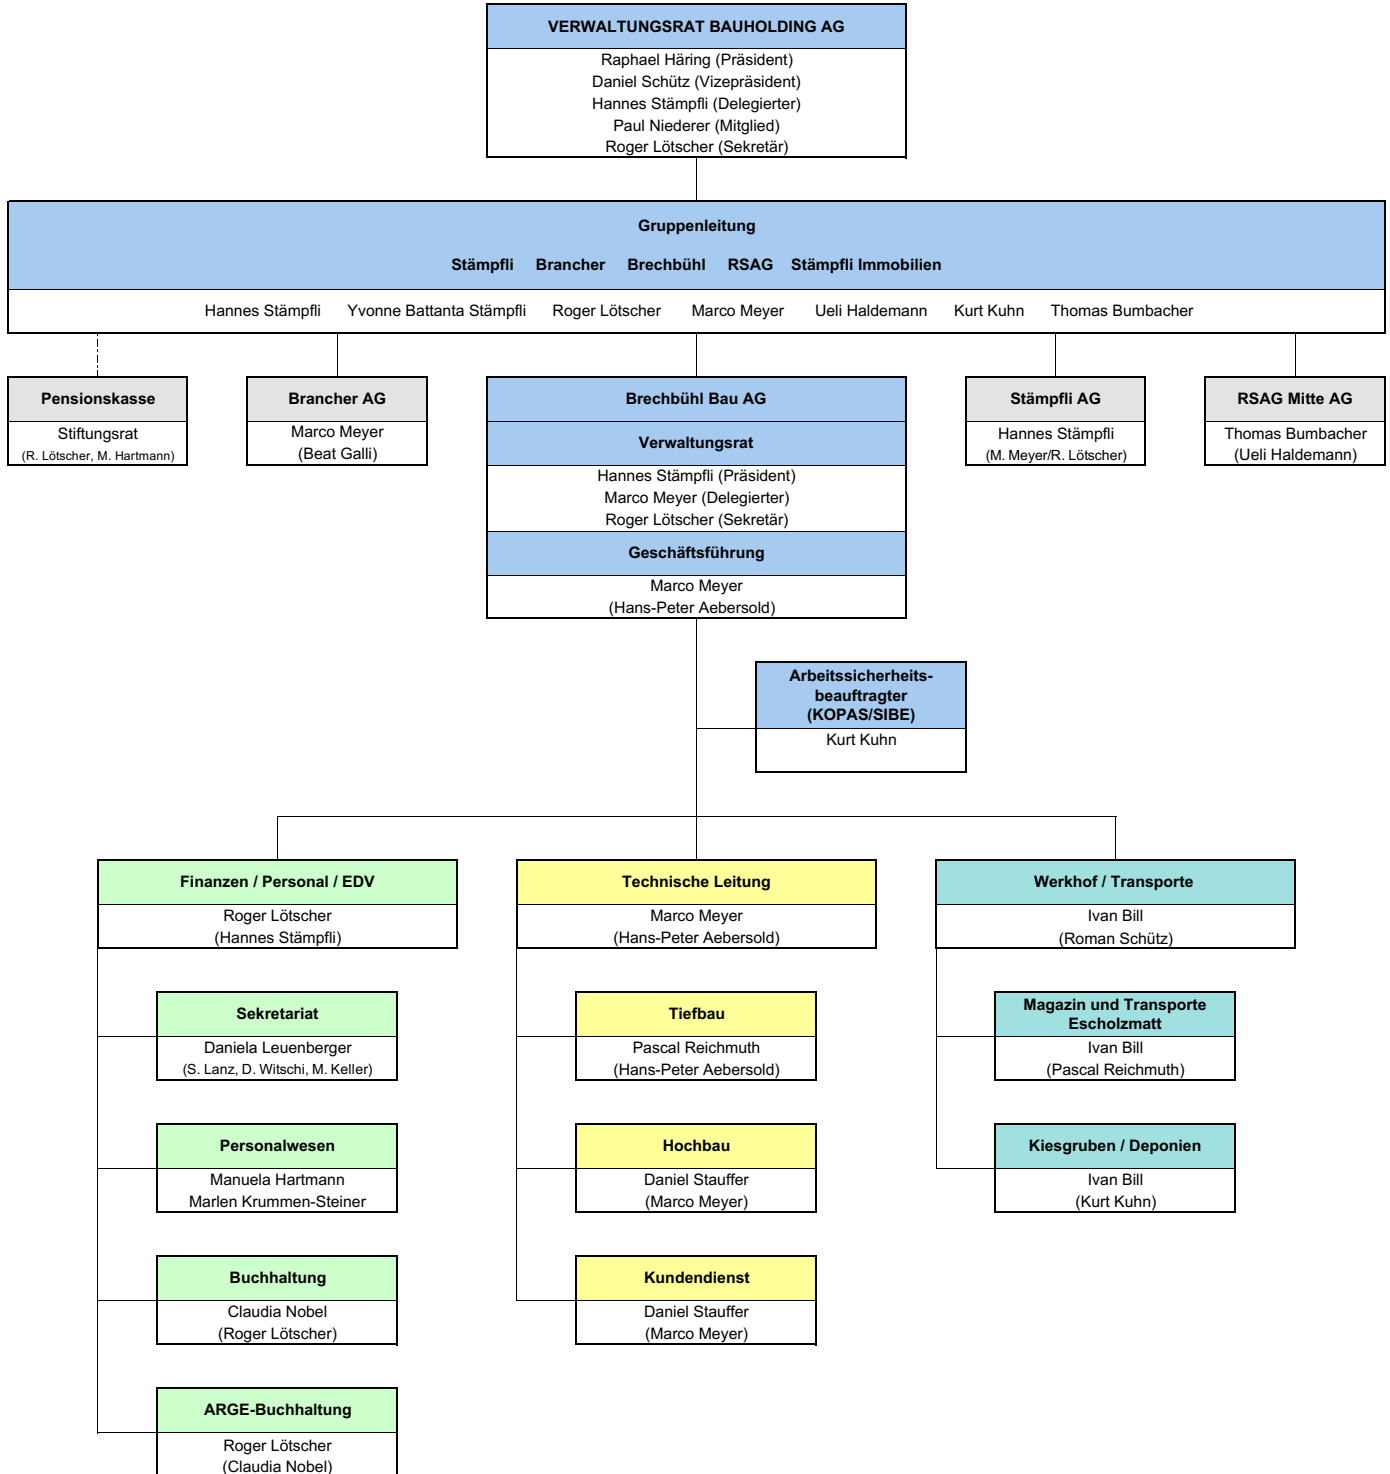 VERWALTUNGSRAT BAUHOLDING AG
Raphael Häring (Präsident)
Daniel Schütz (Vizepräsident)
Hannes Stämpfli (Delegierter)
Paul Niederer (Mitglied)
Roger Lötscher (Sekretär)
Gruppenleitung
Stämpfli Brancher Brechbühl RSAG Stämpfli Immobilien
Hannes Stämpfli Yvonne Battanta Stämpfli Roger Lötscher Marco Meyer Ueli Haldemann Kurt Kuhn Thomas Bumbacher
Pensionskasse
Stiftungsrat
(R. Lötscher, M. Hartmann)
Brancher AG
Marco Meyer
(Beat Galli)
Brechbühl Bau AG
Verwaltungsrat
Hannes Stämpfli (Präsident)
Marco Meyer (Delegierter)
Roger Lötscher (Sekretär)
Geschäftsführung
Marco Meyer
(Hans-Peter Aebersold)
Stämpfli AG
Hannes Stämpfli
(M. Meyer/R. Lötscher)
RSAG Mitte AG
Thomas Bumbacher
(Ueli Haldemann)
Arbeitssicherheits-
beauftragter
(KOPAS/SIBE)
Kurt Kuhn
Finanzen / Personal / EDV
Roger Lötscher
(Hannes Stämpfli)
Sekretariat
Daniela Leuenberger
(S. Lanz, D. Witschi, M. Keller)
Personalwesen
Manuela Hartmann
Marlen Krummen-Steiner
Buchhaltung
Claudia Nobel
(Roger Lötscher)
ARGE-Buchhaltung
Roger Lötscher
(Claudia Nobel)
Technische Leitung
Marco Meyer
(Hans-Peter Aebersold)
Tiefbau
Pascal Reichmuth
(Hans-Peter Aebersold)
Hochbau
Daniel Stauffer
(Marco Meyer)
Kundendienst
Daniel Stauffer
(Marco Meyer)
Werkhof / Transporte
Ivan Bill
(Roman Schütz)
Magazin und Transporte
Escholzmatt
Ivan Bill
(Pascal Reichmuth)
Kiesgruben / Deponien
Ivan Bill
(Kurt Kuhn)